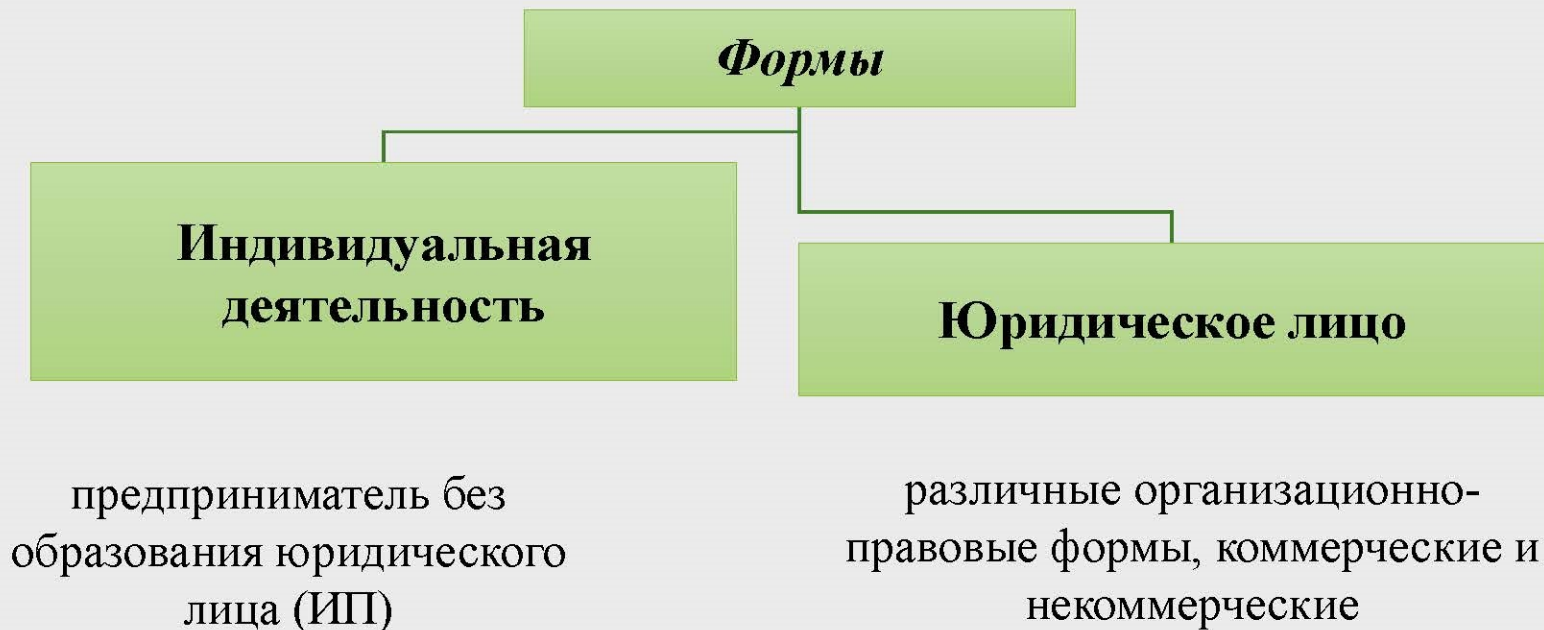 Формы
Индивидуальная
деятельность
Юридическое лицо
предприниматель без
образования юридического
лица (ИП)
различные организационно-
правовые формы, коммерческие и
некоммерческие